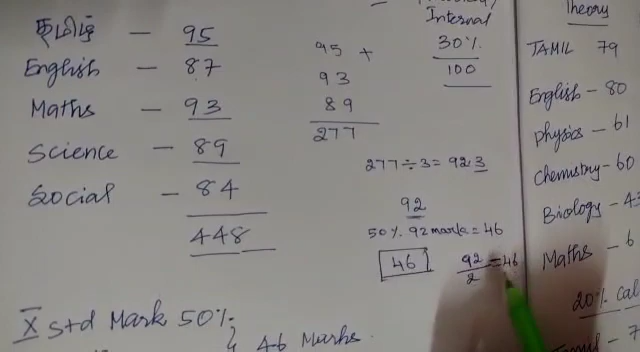 தமிழ் – 95
English – 87
Maths – 93
Science – 89
Social – 84
448
95 +
93
89
277
277 ÷ 3 = 92.3
92
50% 92 mark = 46
46
92/2 = 46
X std Mark 50%
46 Marks.
Internal
30%
100
Theory
TAMIL 79
English – 80
Physics – 61
Chemistry – 60
Biology – 43
Maths – 6
20% Cal